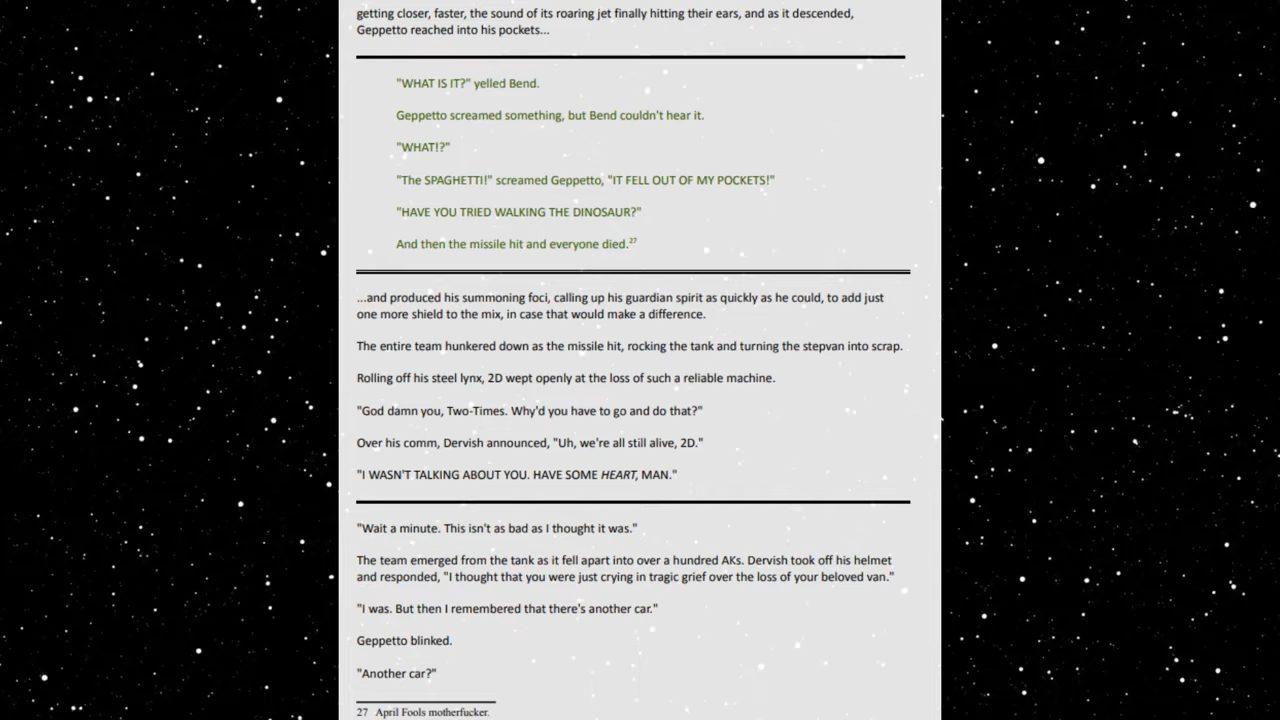 getting closer, faster, the sound of its roaring jet finally hitting their ears, and as it descended,
Geppetto reached into his pockets...
"WHAT IS IT?" yelled Bend.
Geppetto screamed something, but Bend couldn't hear it.
"WHAT!?"
"The SPAGHETTI!" screamed Geppetto, "IT FELL OUT OF MY POCKETS!"
"HAVE YOU TRIED WALKING THE DINOSAUR?"
And then the missile hit and everyone died.27
...and produced his summoning foci, calling up his guardian spirit as quickly as he could, to add just
one more shield to the mix, in case that would make a difference.
The entire team hunkered down as the missile hit, rocking the tank and turning the stepvan into scrap.
Rolling off his steel lynx, 2D wept openly at the loss of such a reliable machine.
"God damn you, Two-Times. Why'd you have to go and do that?"
Over his comm, Dervish announced, "Uh, we're all still alive, 2D."
"I WASN'T TALKING ABOUT YOU. HAVE SOME HEART, MAN."
"Wait a minute. This isn't as bad as I thought it was."
The team emerged from the tank as it fell apart into over a hundred AKs. Dervish took off his helmet
and responded, "I thought that you were just crying in tragic grief over the loss of your beloved van."
"I was. But then I remembered that there's another car."
Geppetto blinked.
"Another car?"
27 April Fools motherfucker.